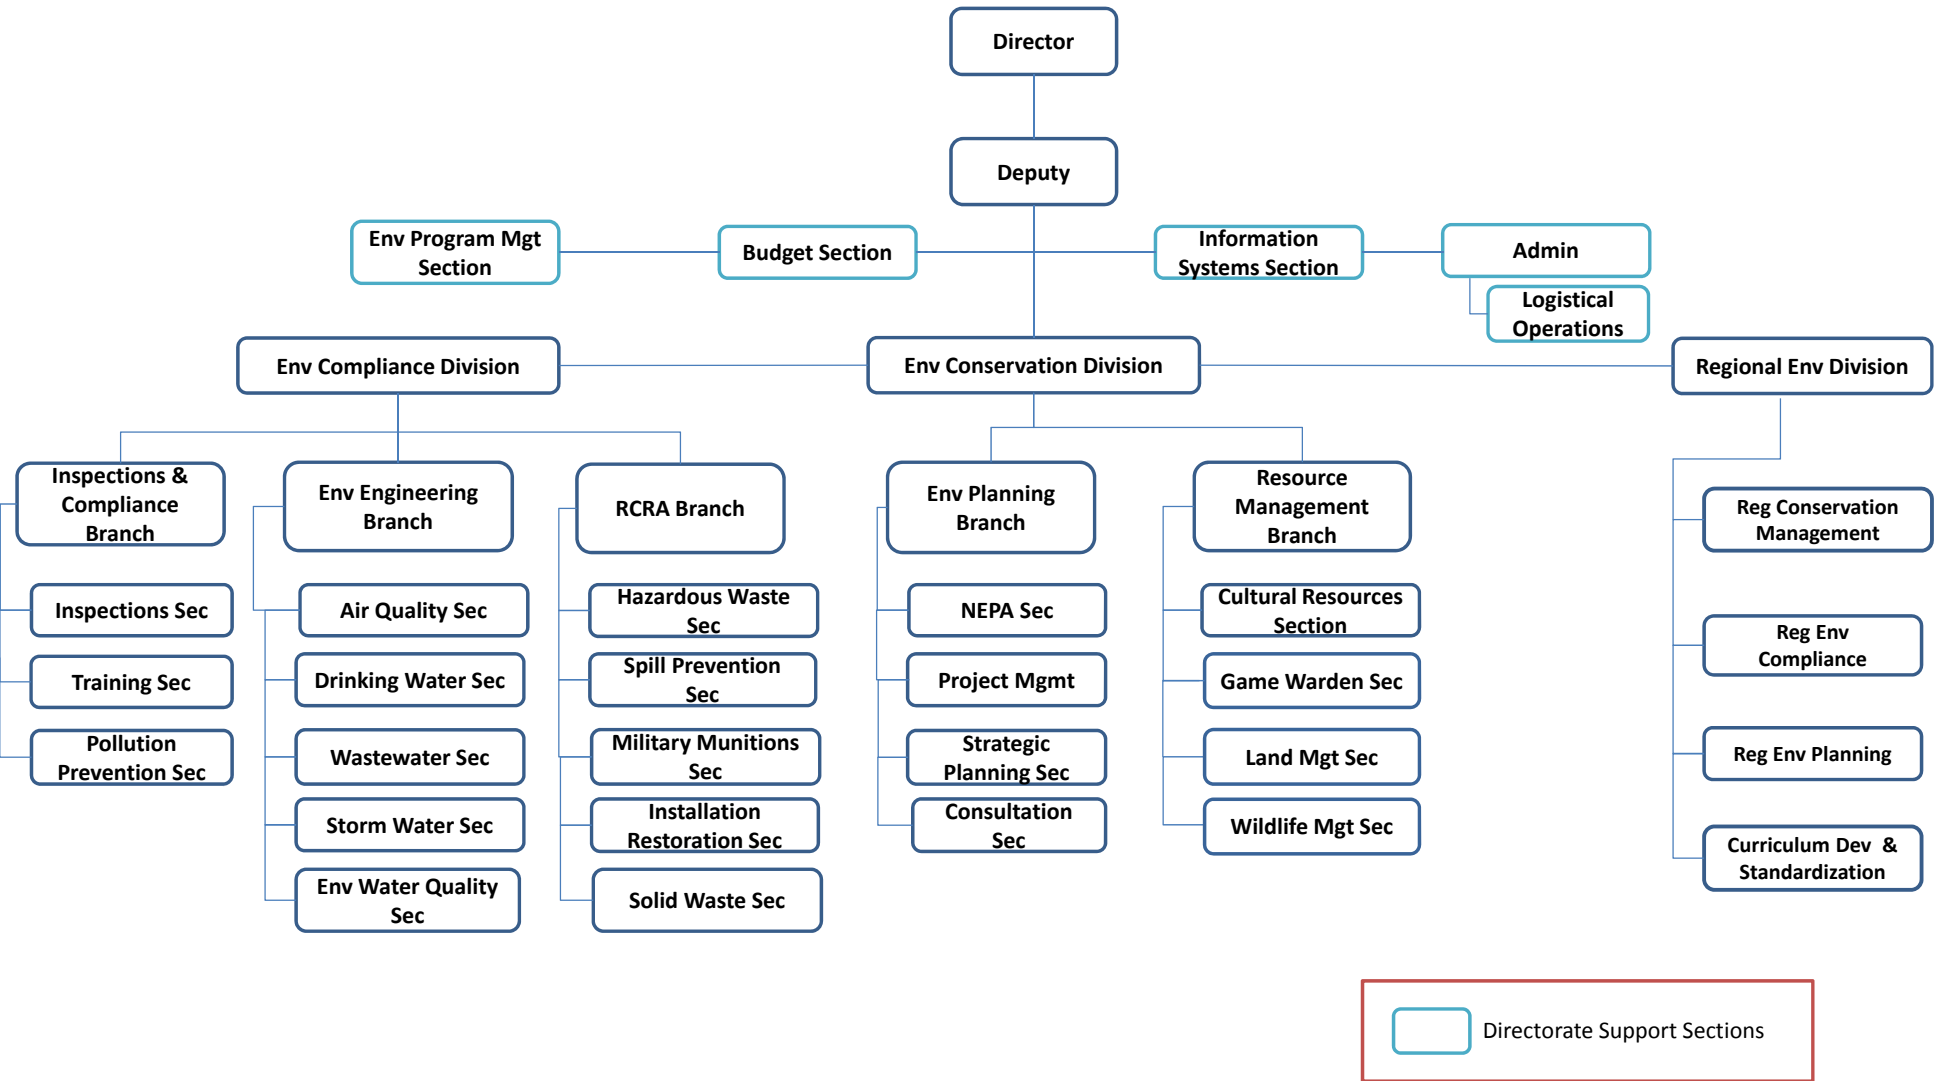 Director
Deputy
Env Program Mgt
Section
Budget Section
Information
Systems Section
Admin
Logistical
Operations
Env Compliance Division
Env Conservation Division
Regional Env Division
Inspections &
Compliance
Branch
Env Engineering
Branch
RCRA Branch
Env Planning
Branch
Resource
Management
Branch
Reg Conservation
Management
Inspections Sec
Air Quality Sec
Hazardous Waste
Sec
NEPA Sec
Cultural Resources
Section
Reg Env
Compliance
Training Sec
Drinking Water Sec
Spill Prevention
Sec
Project Mgmt
Game Warden Sec
Pollution
Prevention Sec
Wastewater Sec
Military Munitions
Sec
Strategic
Planning Sec
Land Mgt Sec
Reg Env Planning
Storm Water Sec
Installation
Restoration Sec
Consultation
Sec
Wildlife Mgt Sec
Curriculum Dev  &
Standardization
Env Water Quality
Sec
Solid Waste Sec
Directorate Support Sections